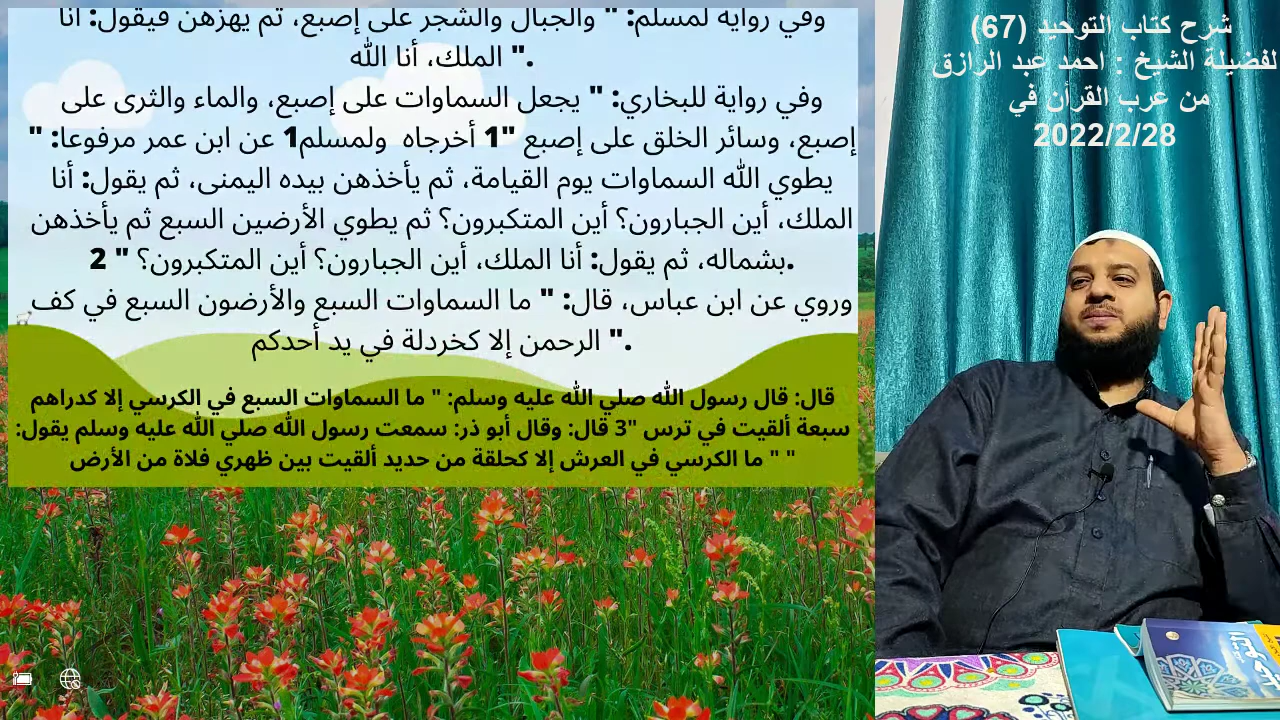 وفي رواية لمسلم: " والجبال والشجر على إصبع، ثم يهزهن فيقول: أنا
الملك، أنا الله ".
وفي رواية للبخاري: " يجعل السماوات على إصبع، والماء والثرى على
إصبع، وسائر الخلق على إصبع "1 أخرجاه ولمسلم1 عن ابن عمر مرفوعا: "
يطوي الله السماوات يوم القيامة، ثم يأخذهن بيده اليمنى، ثم يقول: أنا
الملك، أين الجبارون؟ أين المتكبرون؟ ثم يطوي الأرضين السبع ثم يأخذهن
بشماله، ثم يقول: أنا الملك، أين الجبارون؟ أين المتكبرون؟ " 2.
وروي عن ابن عباس، قال: " ما السماوات السبع والأرضون السبع في كف
الرحمن إلا كخردلة في يد أحدكم ".
قال: قال رسول الله صلي الله عليه وسلم: " ما السماوات السبع في الكرسي إلا كدراهم
سبعة ألقيت في ترس "3 قال: وقال أبو ذر: سمعت رسول الله صلي الله عليه وسلم يقول:
" " ما الكرسي في العرش إلا كحلقة من حديد ألقيت بين ظهري فلاة من الأرض
شرح كتاب التوحيد (67)
لفضيلة الشيخ : احمد عبد الرازق
من غرب القرآن في
2022/2/28